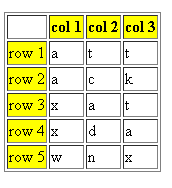 col 1 col 2 col 3
row 1 a t t
row 2 a c k
row 3 x a t
row 4 x d a
row 5 w n x